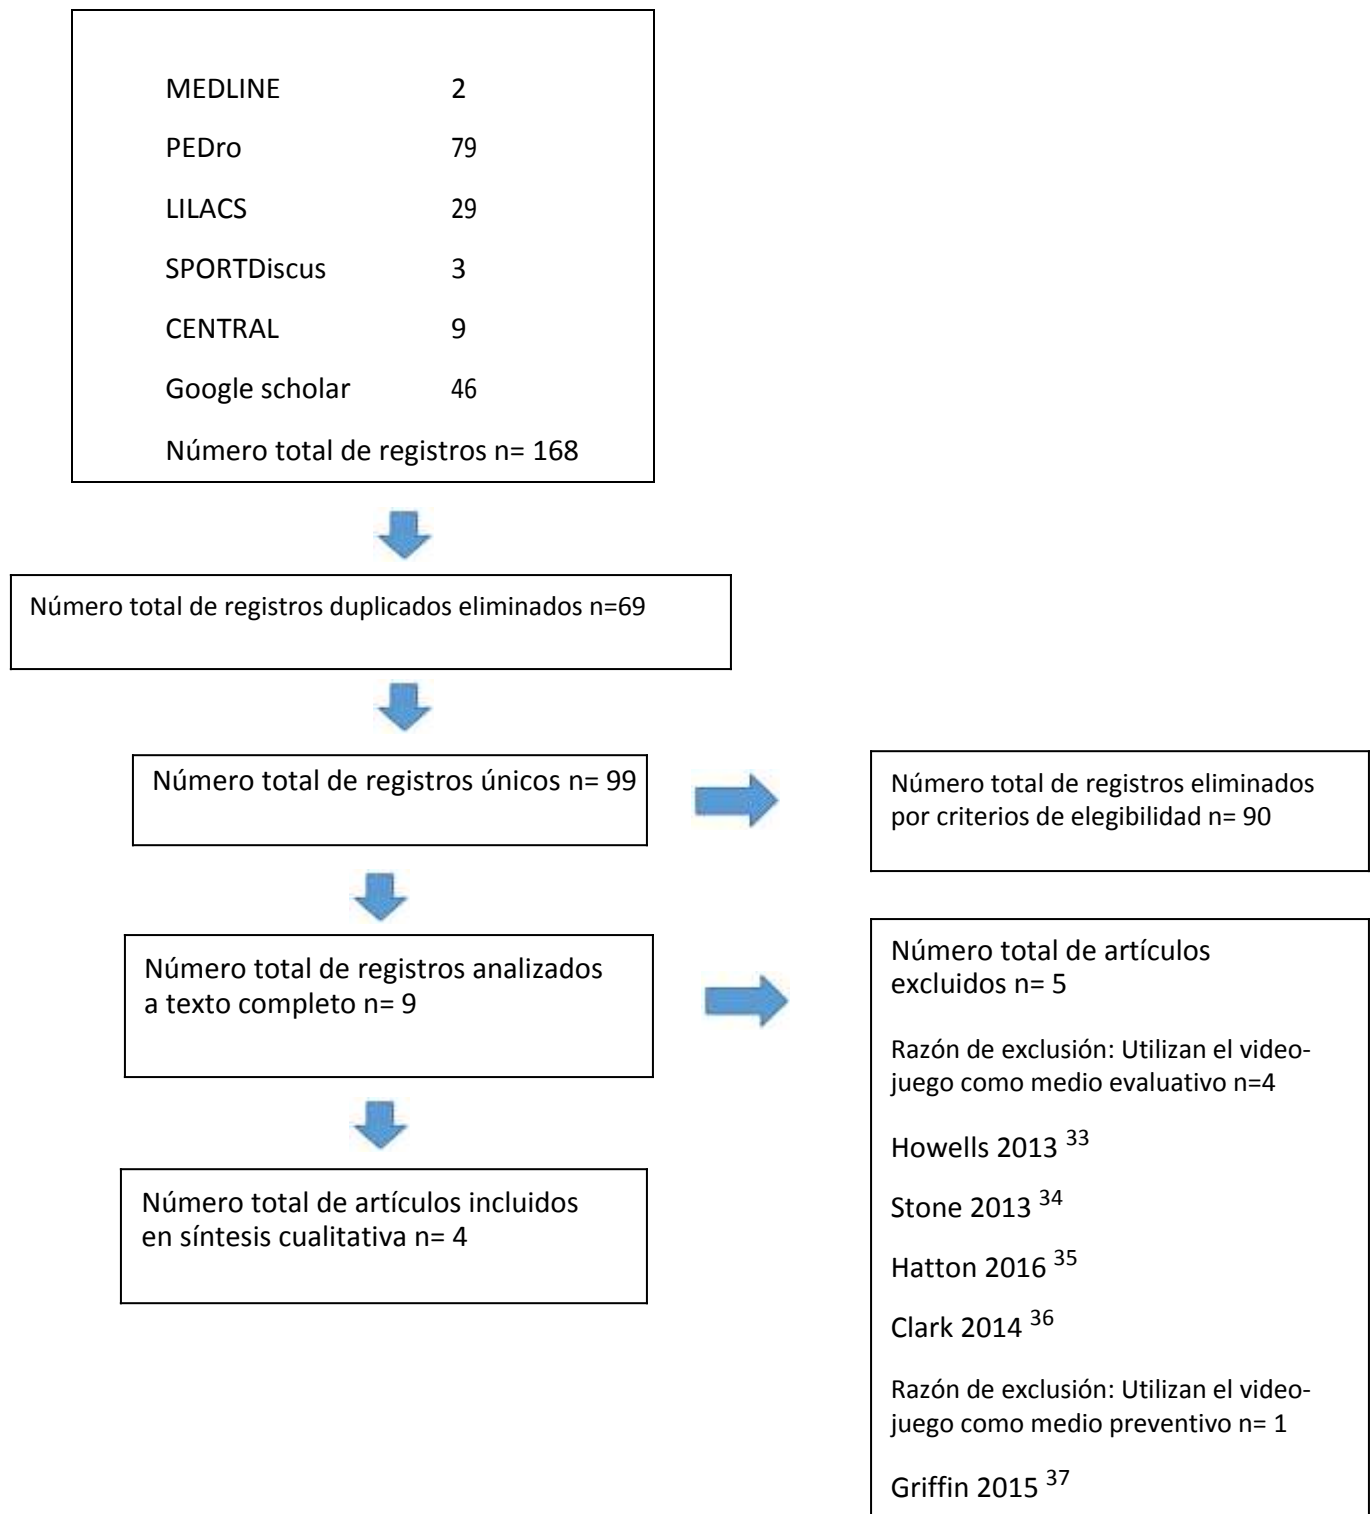 MEDLINE 2
PEDro 79
LILACS 29
SPORTDiscus 3
CENTRAL 9
Google scholar 46
Número total de registros n= 168
Número total de registros duplicados eliminados n=69
Número total de registros únicos n= 99
Número total de registros eliminados
por criterios de elegibilidad n= 90
Número total de registros analizados
a texto completo n= 9
Número total de artículos
excluidos n= 5
Razón de exclusión: Utilizan el video-
juego como medio evaluativo n=4
Howells 2013 33
Stone 2013 34
Hatton 2016 35
Clark 2014 36
Razón de exclusión: Utilizan el video-
juego como medio preventivo n= 1
Griffin 2015 37
Número total de artículos incluidos
en síntesis cualitativa n= 4